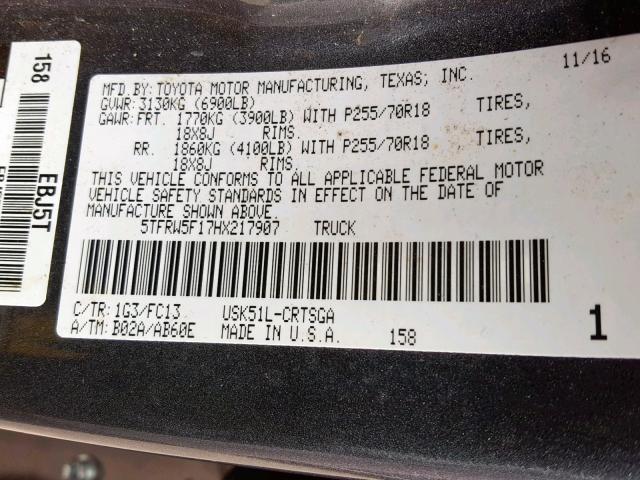 MFD.BY:TOYOTA MOTOR MANUFACTURING, TEXAS, INC. 11/16
GVWR:3130KG (6900LB)
GAWR:FRT. 1770KG (3900LB) WITH P255/70R18 TIRES,
18X8J RIMS.
RR. 1860KG (4100LB) WITH P255/70R18 TIRES,
18X8J RIMS.
THIS VEHICLE CONFORMS TO ALL APPLICABLE FEDERAL MOTOR
VEHICLE SAFETY STANDARDS IN EFFECT ON THE DATE OF
MANUFACTURE SHOWN ABOVE.
5TFRW5F17HX217907 TRUCK
C/TR:1G3/FC13 USK51L-CRTSGA
A/TM:B02A/AB60E MADE IN U.S.A. 158
1
158
EBJ5T